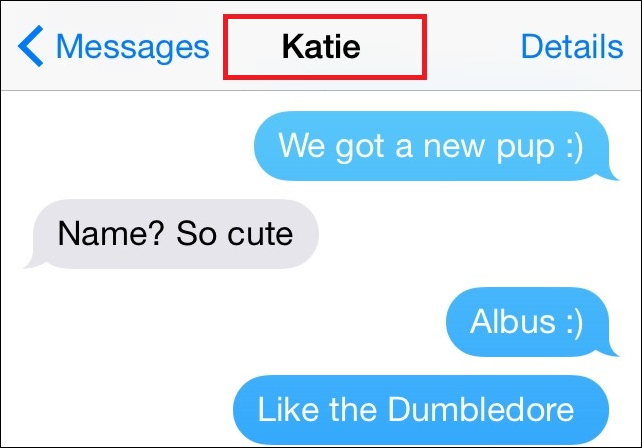 Messages Katie Details
We got a new pup :)
Name? So cute
Albus :)
Like the Dumbledore